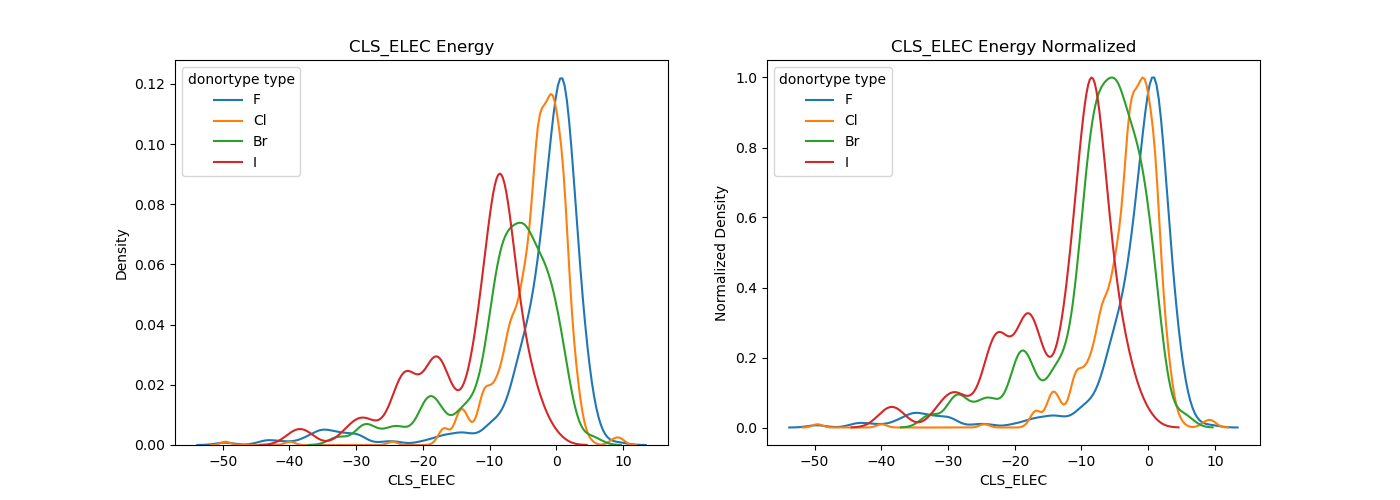 CLS_ELEC Energy
donortype type
F
Cl
Br
I
Density
0.12
0.10
0.08
0.06
0.04
0.02
0.00
−50 −40 −30 −20 −10 0 10
CLS_ELEC
CLS_ELEC Energy Normalized
donortype type
F
Cl
Br
I
Normalized Density
1.0
0.8
0.6
0.4
0.2
0.0
−50 −40 −30 −20 −10 0 10
CLS_ELEC